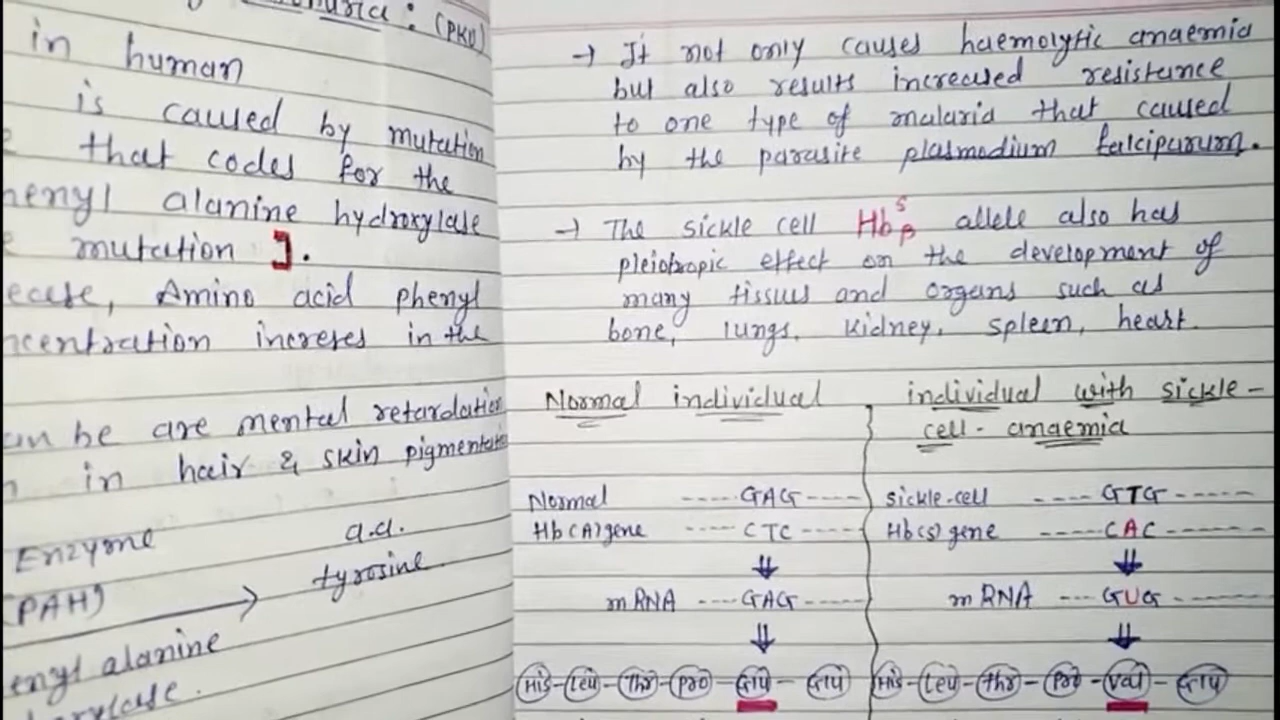 : (PKU)
in human
is caused by mutation
that codes for the
henyl alanine hydroxylase
mutation ].
ease, Amino acid phenyl
ncentration increses in the
an be are mental retardation
in hair & skin pigmentati
Enzyme
a.a.
(PAH)
tyrosine
enyl alanine
→ It not only causes haemolytic anaemia
but also results increased resistance
to one type of malaria that caused
by the parasite plasmodium falciparum.
→ The sickle cell Hbˢβ allele also has
pleiotropic effect on the development of
many tissues and organs such as
bone, lungs, kidney, spleen, heart.
Normal individual
individual with sickle-
cell-anaemia
Normal ----GAG----
Hb(A)gene ----CTC----
mRNA ----GAG----
His-Leu-Thr-Pro-Glu-Glu
sickle-cell ----GTG-----
Hb(s) gene ----CAC------
mRNA ---GUG----
His-Leu-Thr-Pro-Val-Glu